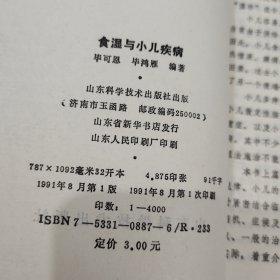 食湿与小儿疾病
毕可恩 毕鸿雁 编著
山东科学技术出版社出版
(济南市玉函路 邮政编码250002)
山东省新华书店发行
山东人民印刷厂印刷
787×1092毫米32开本 4.875印张 91千字
1991年8月第1版 1991年8月第1次印刷
印数:1—4000
ISBN7—5331—0887—6/R·233
定价 3.00元